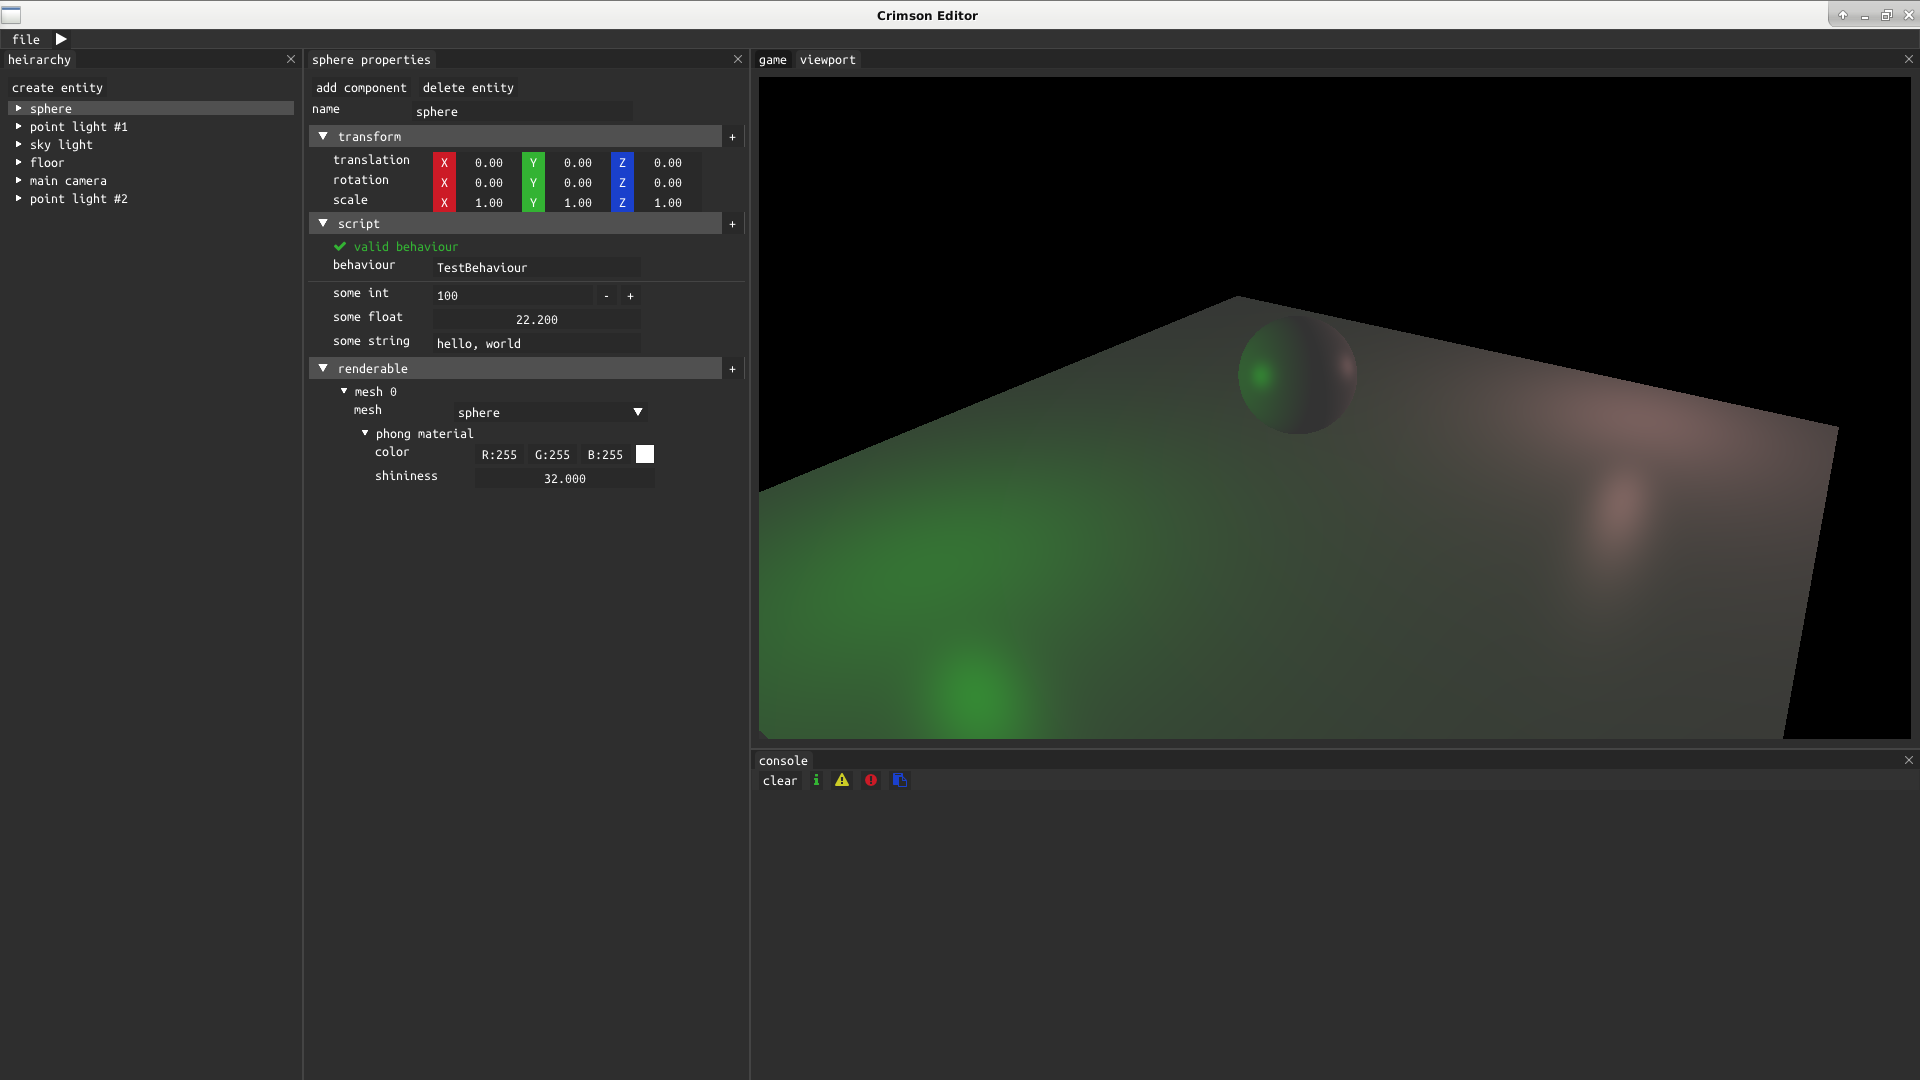 Crimson Editor
file
heirarchy
create entity
sphere
point light #1
sky light
floor
main camera
point light #2
sphere properties
add component delete entity
name sphere
transform +
translation X 0.00 Y 0.00 Z 0.00
rotation X 0.00 Y 0.00 Z 0.00
scale X 1.00 Y 1.00 Z 1.00
script +
valid behaviour
behaviour TestBehaviour
some int 100 - +
some float 22.200
some string hello, world
renderable +
mesh 0
mesh sphere
phong material
color R:255 G:255 B:255
shininess 32.000
game viewport
console
clear